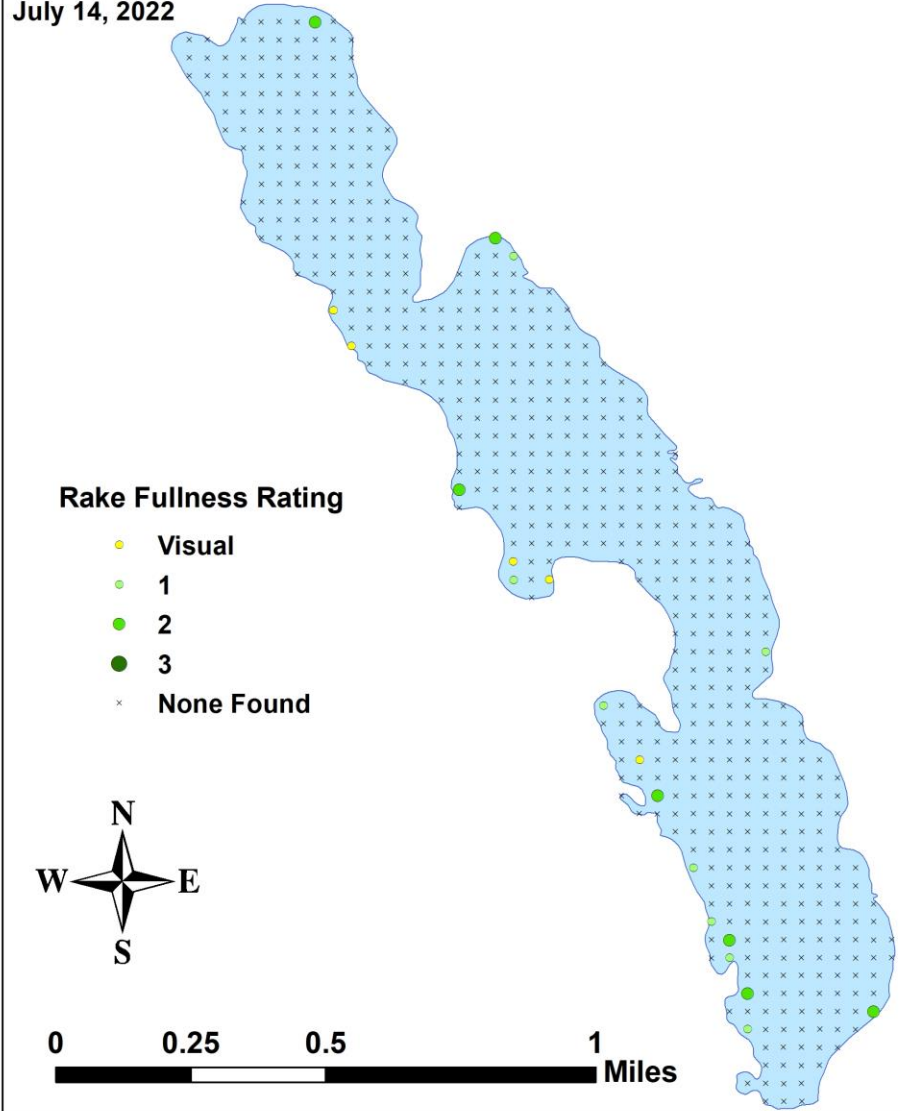 July 14, 2022
Rake Fullness Rating
Visual
1
2
3
None Found
N
W E
S
0 0.25 0.5 1
Miles